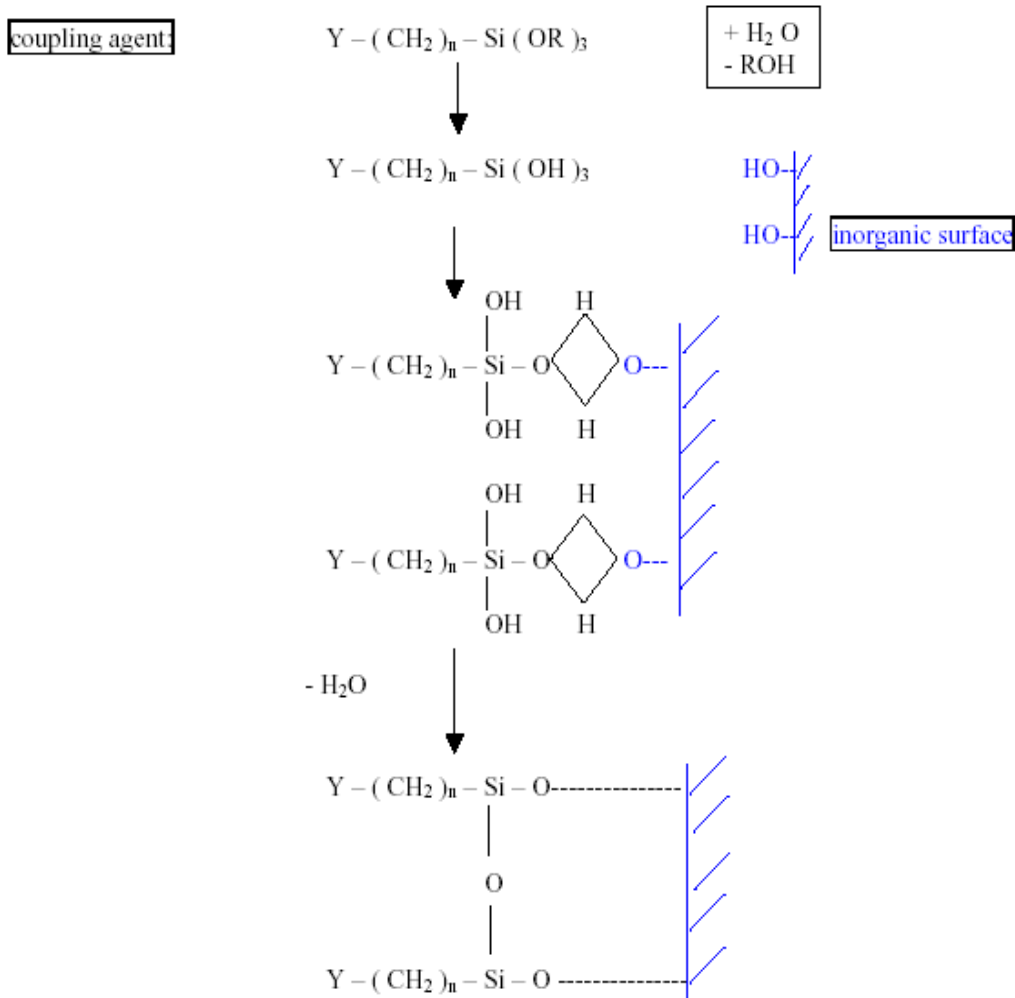 coupling agent:
Y – ( CH₂ )ₙ – Si ( OR )₃
+ H₂ O
- ROH
Y – ( CH₂ )ₙ – Si ( OH )₃
HO
HO
inorganic surface
OH H
Y – ( CH₂ )ₙ – Si – O O---
OH H
OH H
Y – ( CH₂ )ₙ – Si – O O---
OH H
- H₂O
Y – ( CH₂ )ₙ – Si – O--------------
O
Y – ( CH₂ )ₙ – Si – O --------------